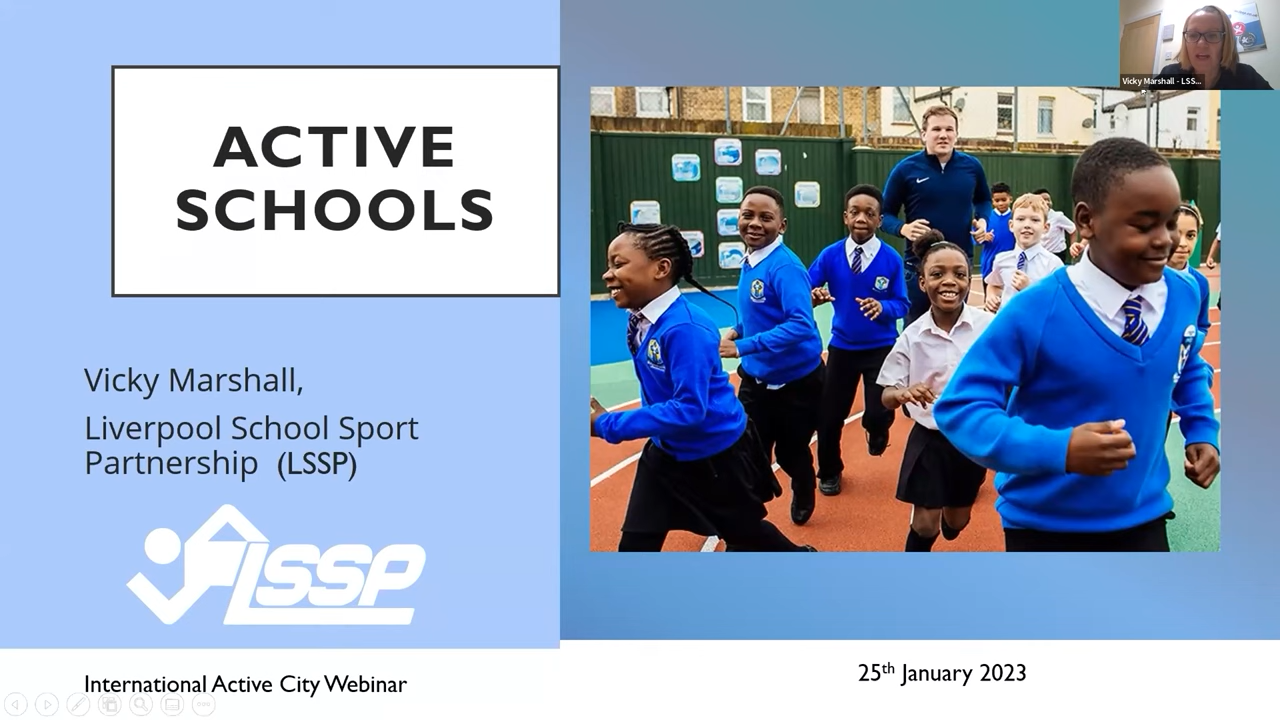 ACTIVE
SCHOOLS
Vicky Marshall - LSS...
Vicky Marshall,
Liverpool School Sport
Partnership (LSSP)
LSSP
International Active City Webinar
25th January 2023